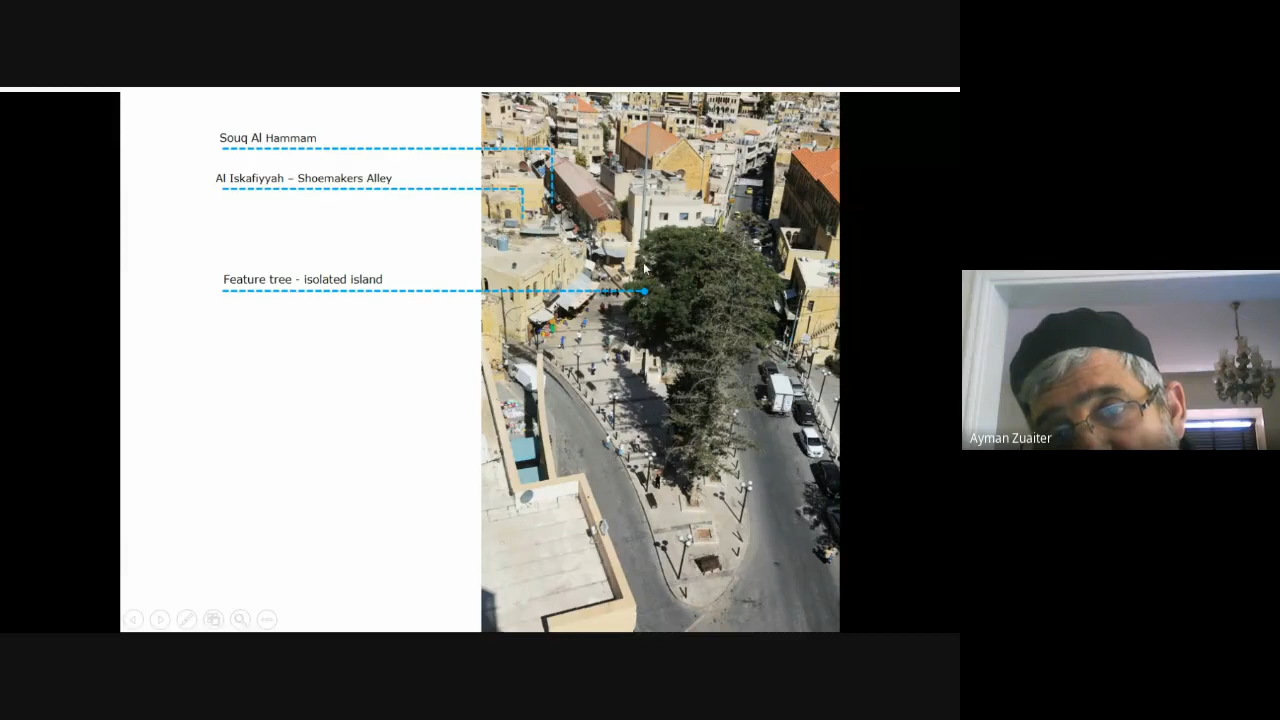 Souq Al Hammam
Al Iskafiyyah – Shoemakers Alley
Feature tree - isolated island
Ayman Zuaiter